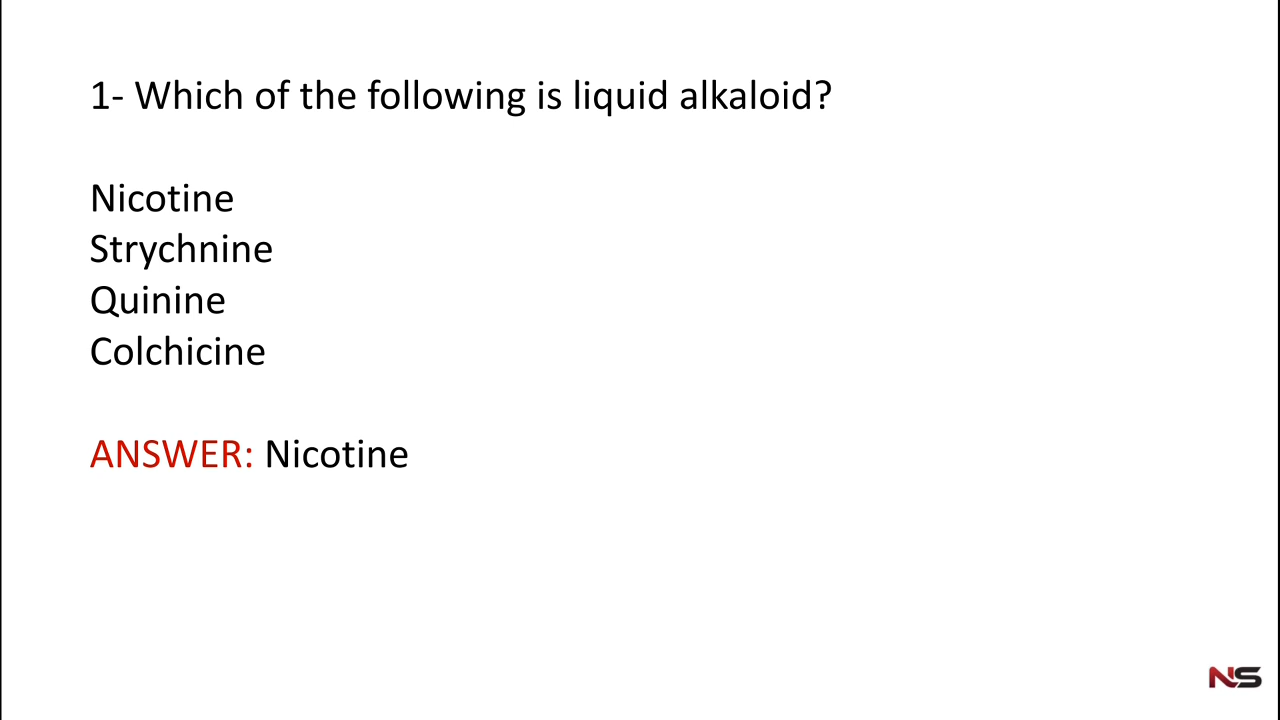 1- Which of the following is liquid alkaloid?
Nicotine
Strychnine
Quinine
Colchicine
ANSWER: Nicotine
NS